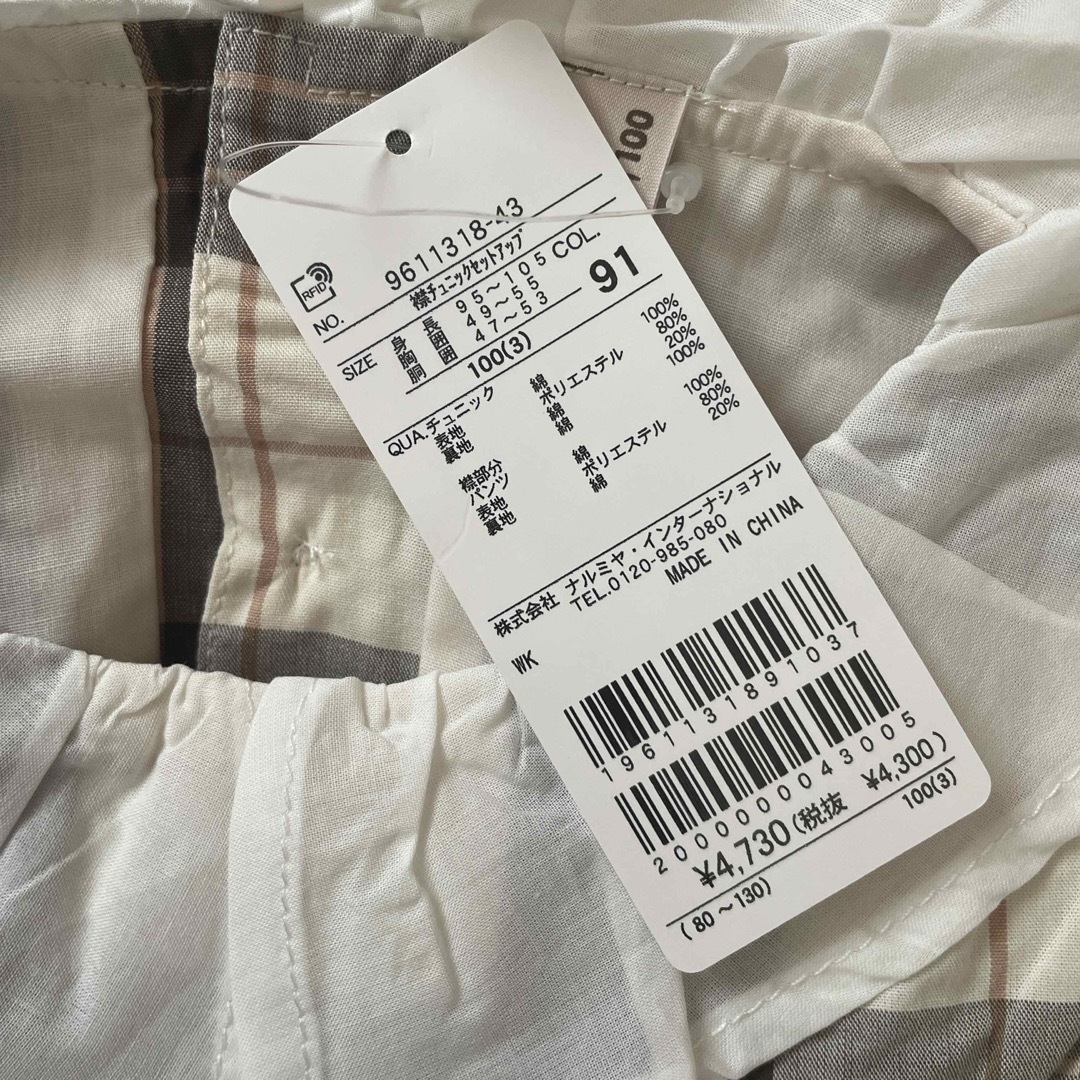 100
RFID
NO. 9611318-43
襟チュニックセットアップ
SIZE 身長 95～105 COL.
胸囲 49～55
胴囲 47～53 91
100(3)
QUA.チュニック
表地 綿 100%
裏地 ポリエステル 80%
綿 20%
襟部分 綿 100%
パンツ
表地 綿 100%
裏地 ポリエステル 80%
綿 20%
株式会社 ナルミヤ・インターナショナル
TEL.0120-985-080
MADE IN CHINA
WK
1961131891037
2000000043005
¥4,730(税抜 ¥4,300)
(80～130) 100(3)